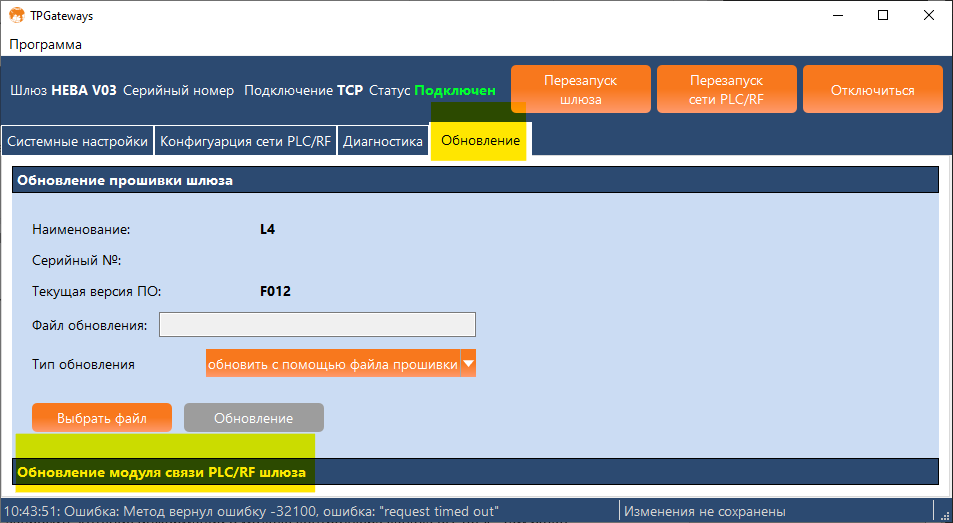 TPGateways
Программа
Шлюз НЕВА V03 Серийный номер Подключение TCP Статус Подключен
Перезапуск шлюза
Перезапуск сети PLC/RF
Отключиться
Системные настройки
Конфигуарция сети PLC/RF
Диагностика
Обновление
Обновление прошивки шлюза
Наименование: L4
Серийный №:
Текущая версия ПО: F012
Файл обновления:
Тип обновления обновить с помощью файла прошивки
Выбрать файл Обновление
Обновление модуля связи PLC/RF шлюза
10:43:51: Ошибка: Метод вернул ошибку -32100, ошибка: "request timed out" Изменения не сохранены